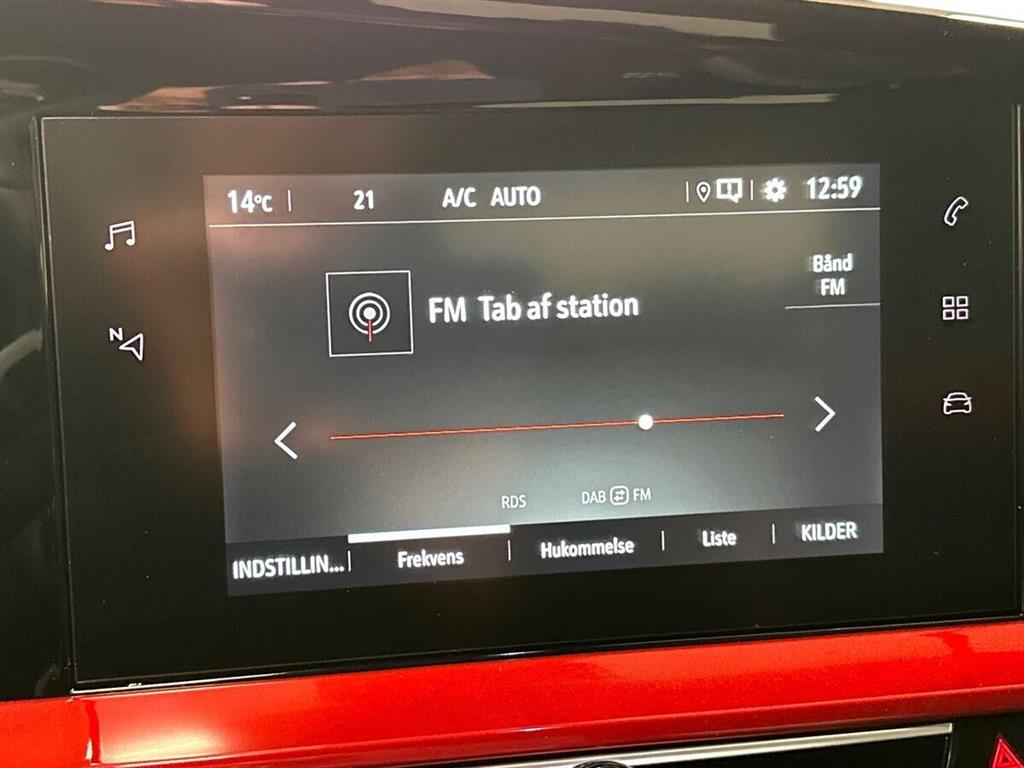 14°C 21 A/C AUTO 12:59
Bånd
FM
FM Tab af station
N
RDS DAB FM
INDSTILLIN... Frekvens Hukommelse Liste KILDER